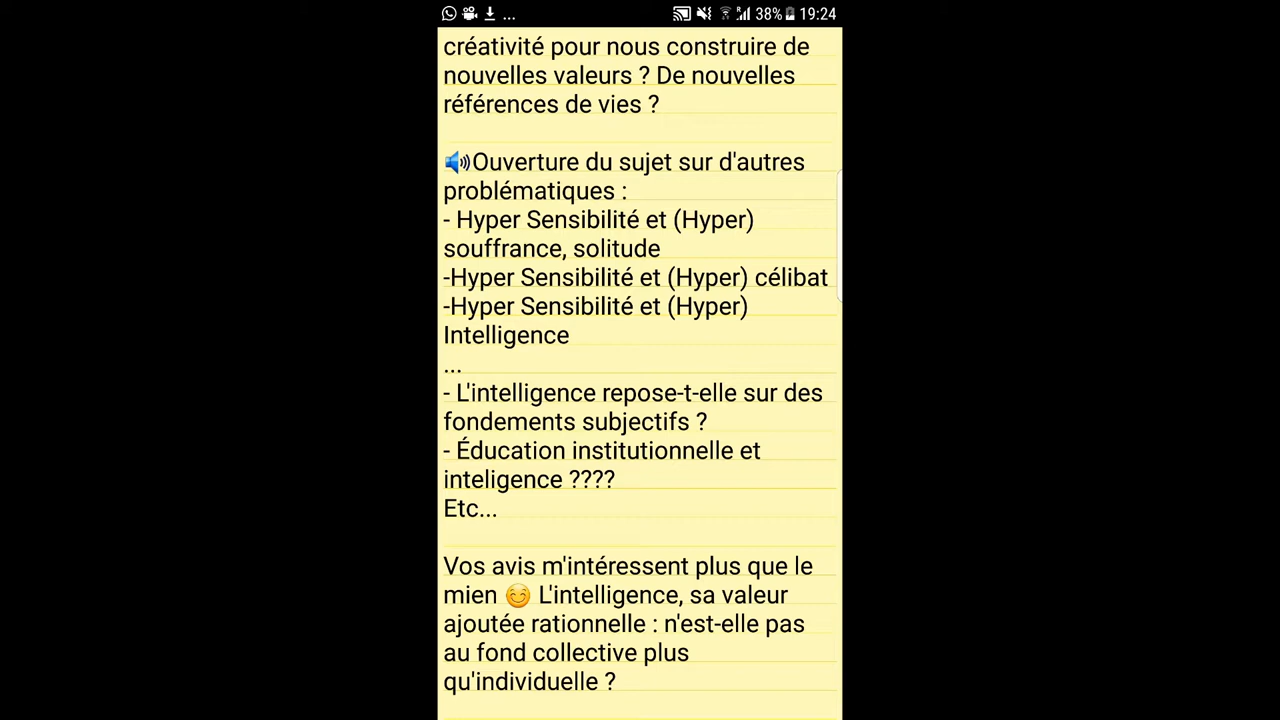 ... 38% 19:24
créativité pour nous construire de
nouvelles valeurs ? De nouvelles
références de vies ?
🔊Ouverture du sujet sur d'autres
problématiques :
- Hyper Sensibilité et (Hyper)
souffrance, solitude
-Hyper Sensibilité et (Hyper) célibat
-Hyper Sensibilité et (Hyper)
Intelligence
...
- L'intelligence repose-t-elle sur des
fondements subjectifs ?
- Éducation institutionnelle et
inteligence ????
Etc...
Vos avis m'intéressent plus que le
mien 😊 L'intelligence, sa valeur
ajoutée rationnelle : n'est-elle pas
au fond collective plus
qu'individuelle ?